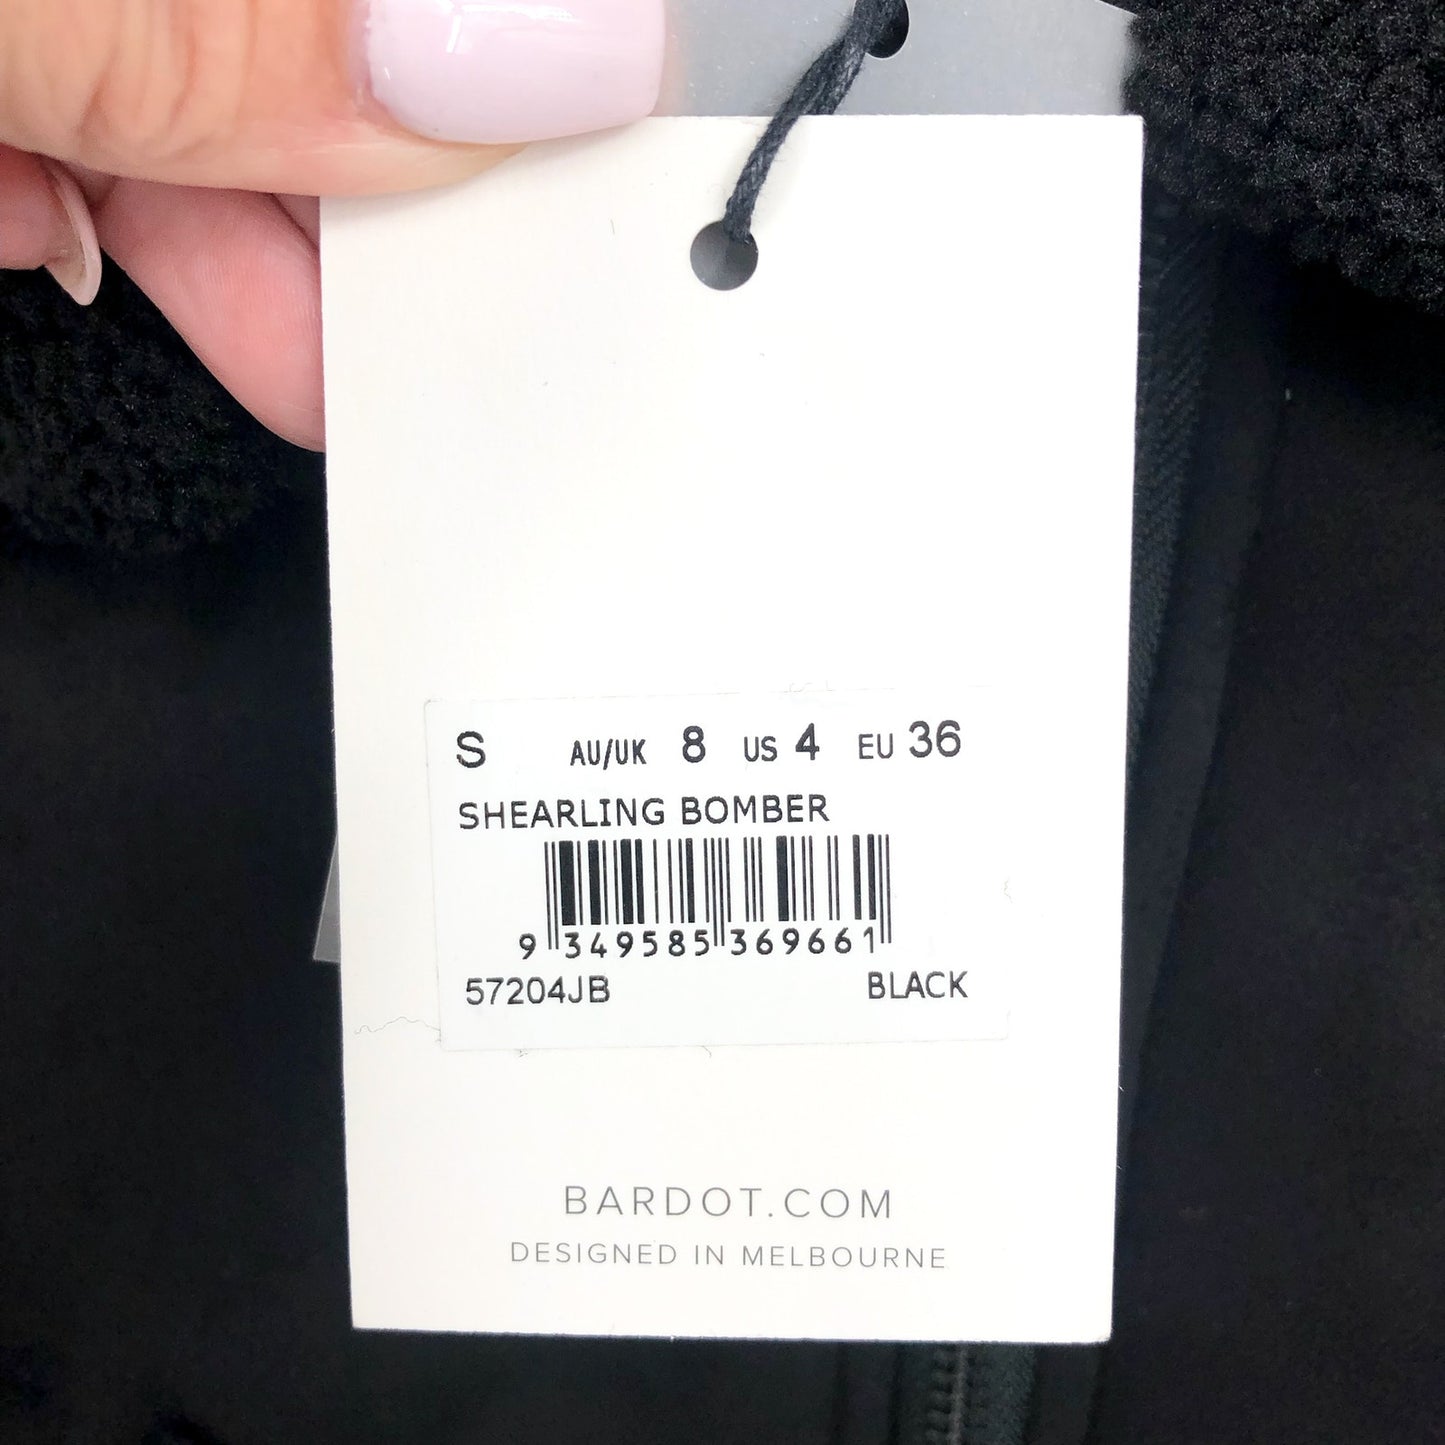 S AU/UK 8 US 4 EU 36
SHEARLING BOMBER
9 349585 369661
57204JB BLACK
BARDOT.COM
DESIGNED IN MELBOURNE